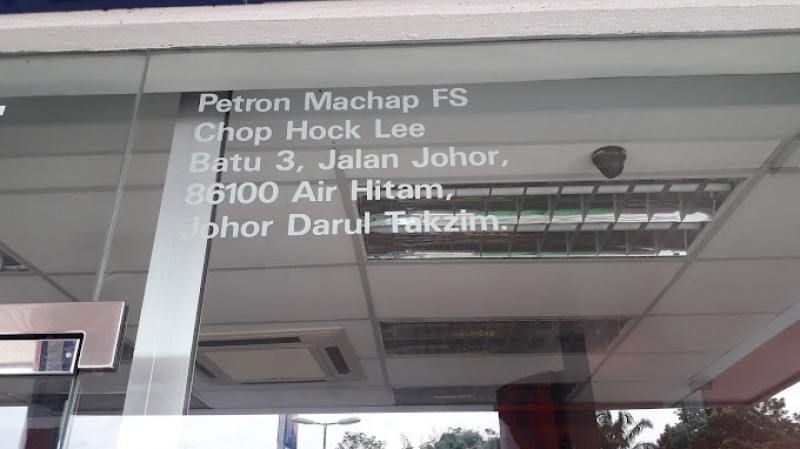 Petron Machap FS
Chop Hock Lee
Batu 3, Jalan Johor,
86100 Air Hitam,
Johor Darul Takzim.